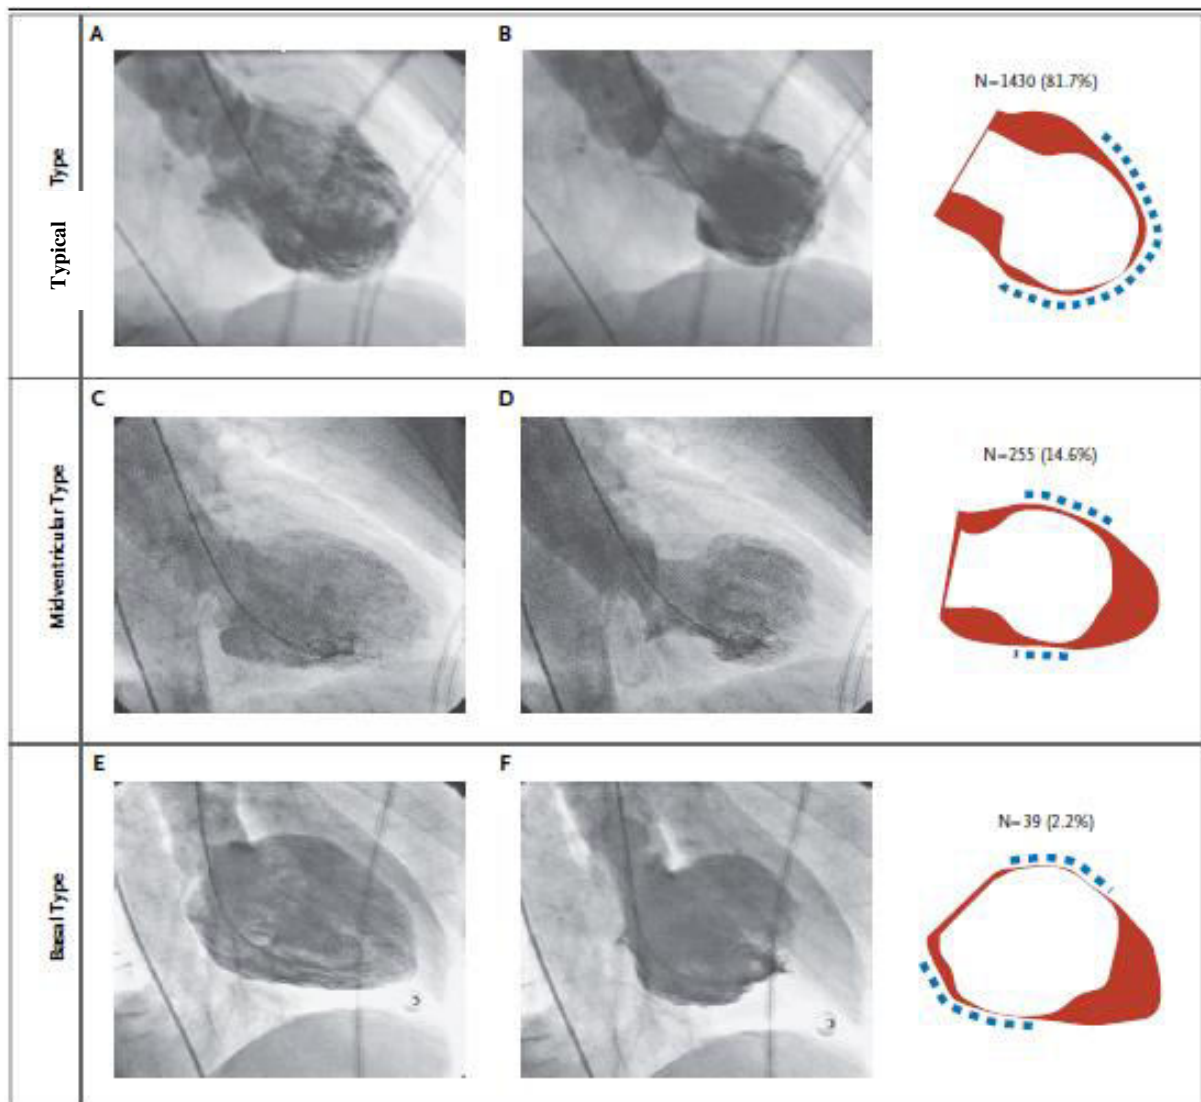 A
B
N=1430 (81.7%)
Typical Type
C
D
N=255 (14.6%)
Midventricular Type
E
F
N=39 (2.2%)
Basal Type